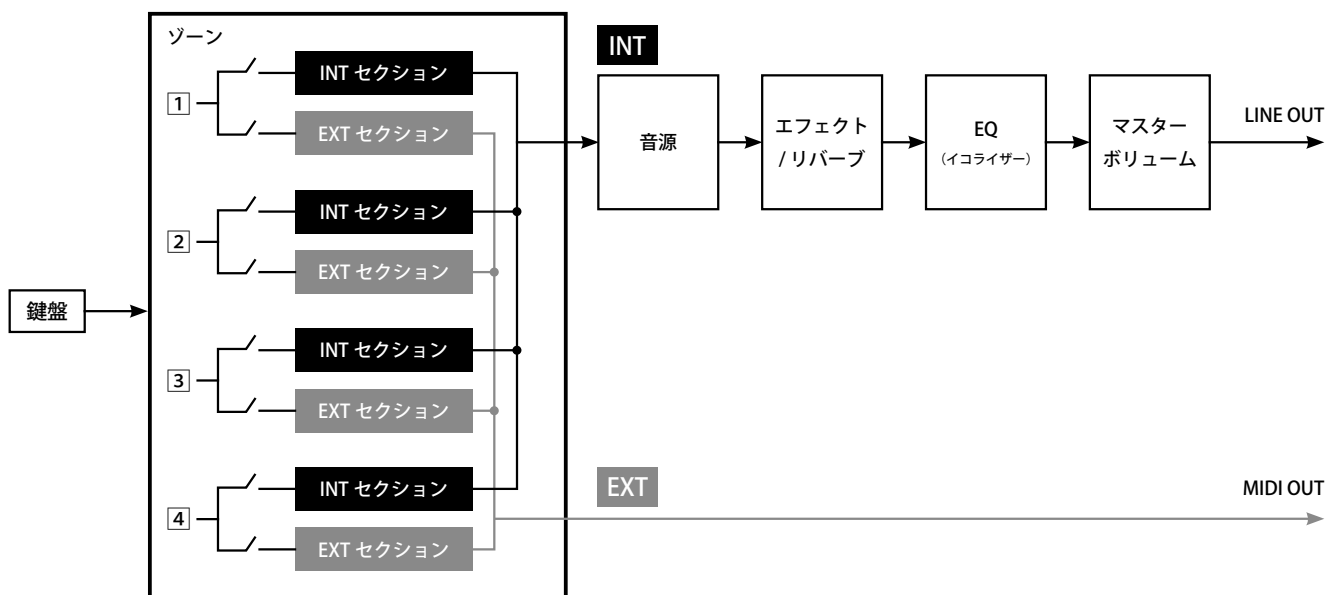 ゾーン
1
INT セクション
EXT セクション
2
INT セクション
EXT セクション
3
INT セクション
EXT セクション
4
INT セクション
EXT セクション
鍵盤
INT
音源
エフェクト
/ リバーブ
EQ
(イコライザー)
マスター
ボリューム
LINE OUT
EXT
MIDI OUT